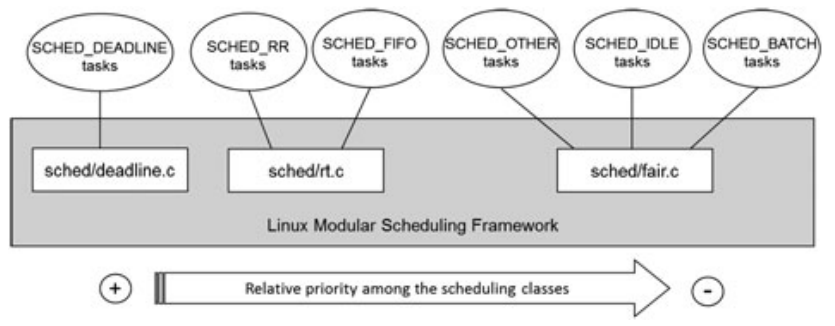 SCHED_DEADLINE
tasks
SCHED_RR
tasks
SCHED_FIFO
tasks
SCHED_OTHER
tasks
SCHED_IDLE
tasks
SCHED_BATCH
tasks
sched/deadline.c
sched/rt.c
sched/fair.c
Linux Modular Scheduling Framework
+
Relative priority among the scheduling classes
-